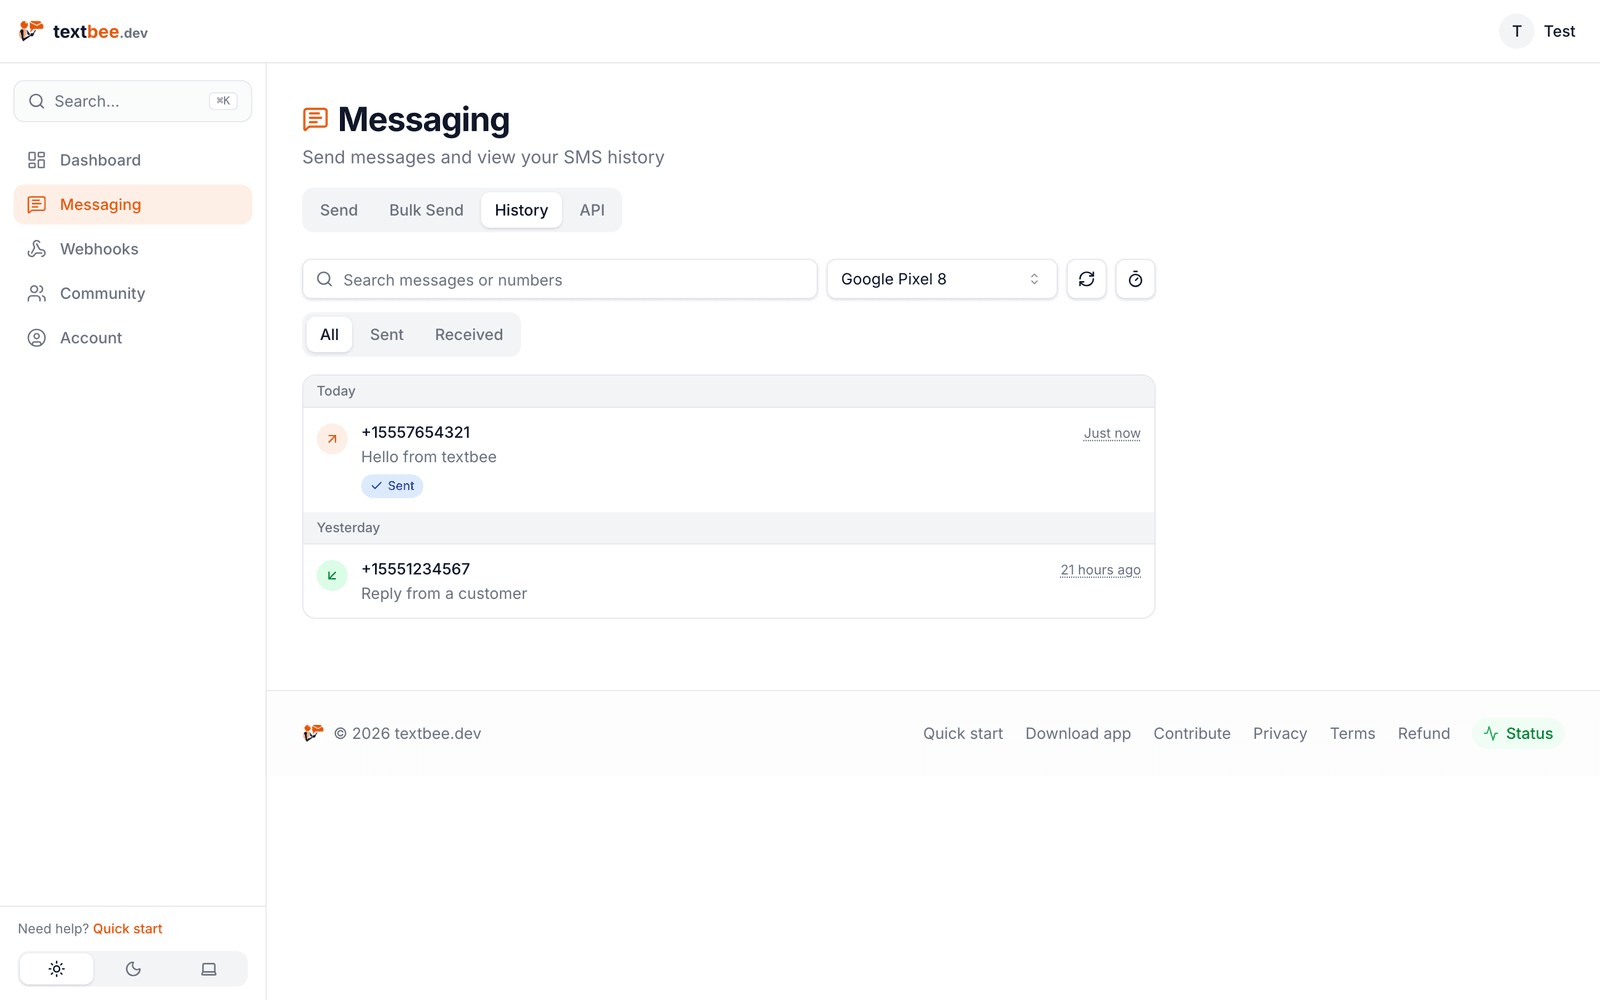 textbee.dev
T Test
Search... ⌘K
Dashboard
Messaging
Webhooks
Community
Account
Need help? Quick start
Messaging
Send messages and view your SMS history
Send Bulk Send History API
Search messages or numbers Google Pixel 8
All Sent Received
Today
+15557654321 Just now
Hello from textbee
Sent
Yesterday
+15551234567 21 hours ago
Reply from a customer
© 2026 textbee.dev Quick start Download app Contribute Privacy Terms Refund Status